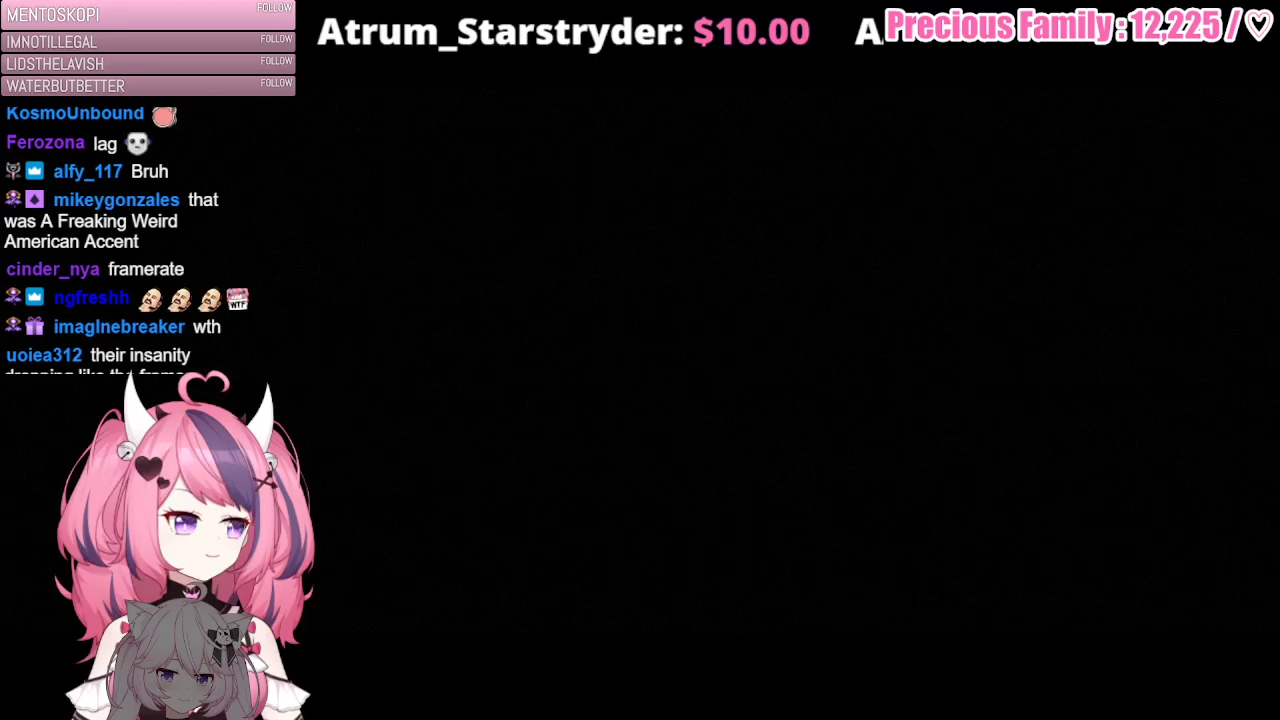 MENTOSKOPI FOLLOW
IMNOTILLEGAL FOLLOW
LIDSTHELAVISH FOLLOW
WATERBUTBETTER FOLLOW
Atrum_Starstryder: $10.00 A
Precious Family : 12,225 / ♡
KosmoUnbound
Ferozona lag
alfy_117 Bruh
mikeygonzales that
was A Freaking Weird
American Accent
cinder_nya framerate
ngfreshh WTF
imagInebreaker wth
uoiea312 their insanity